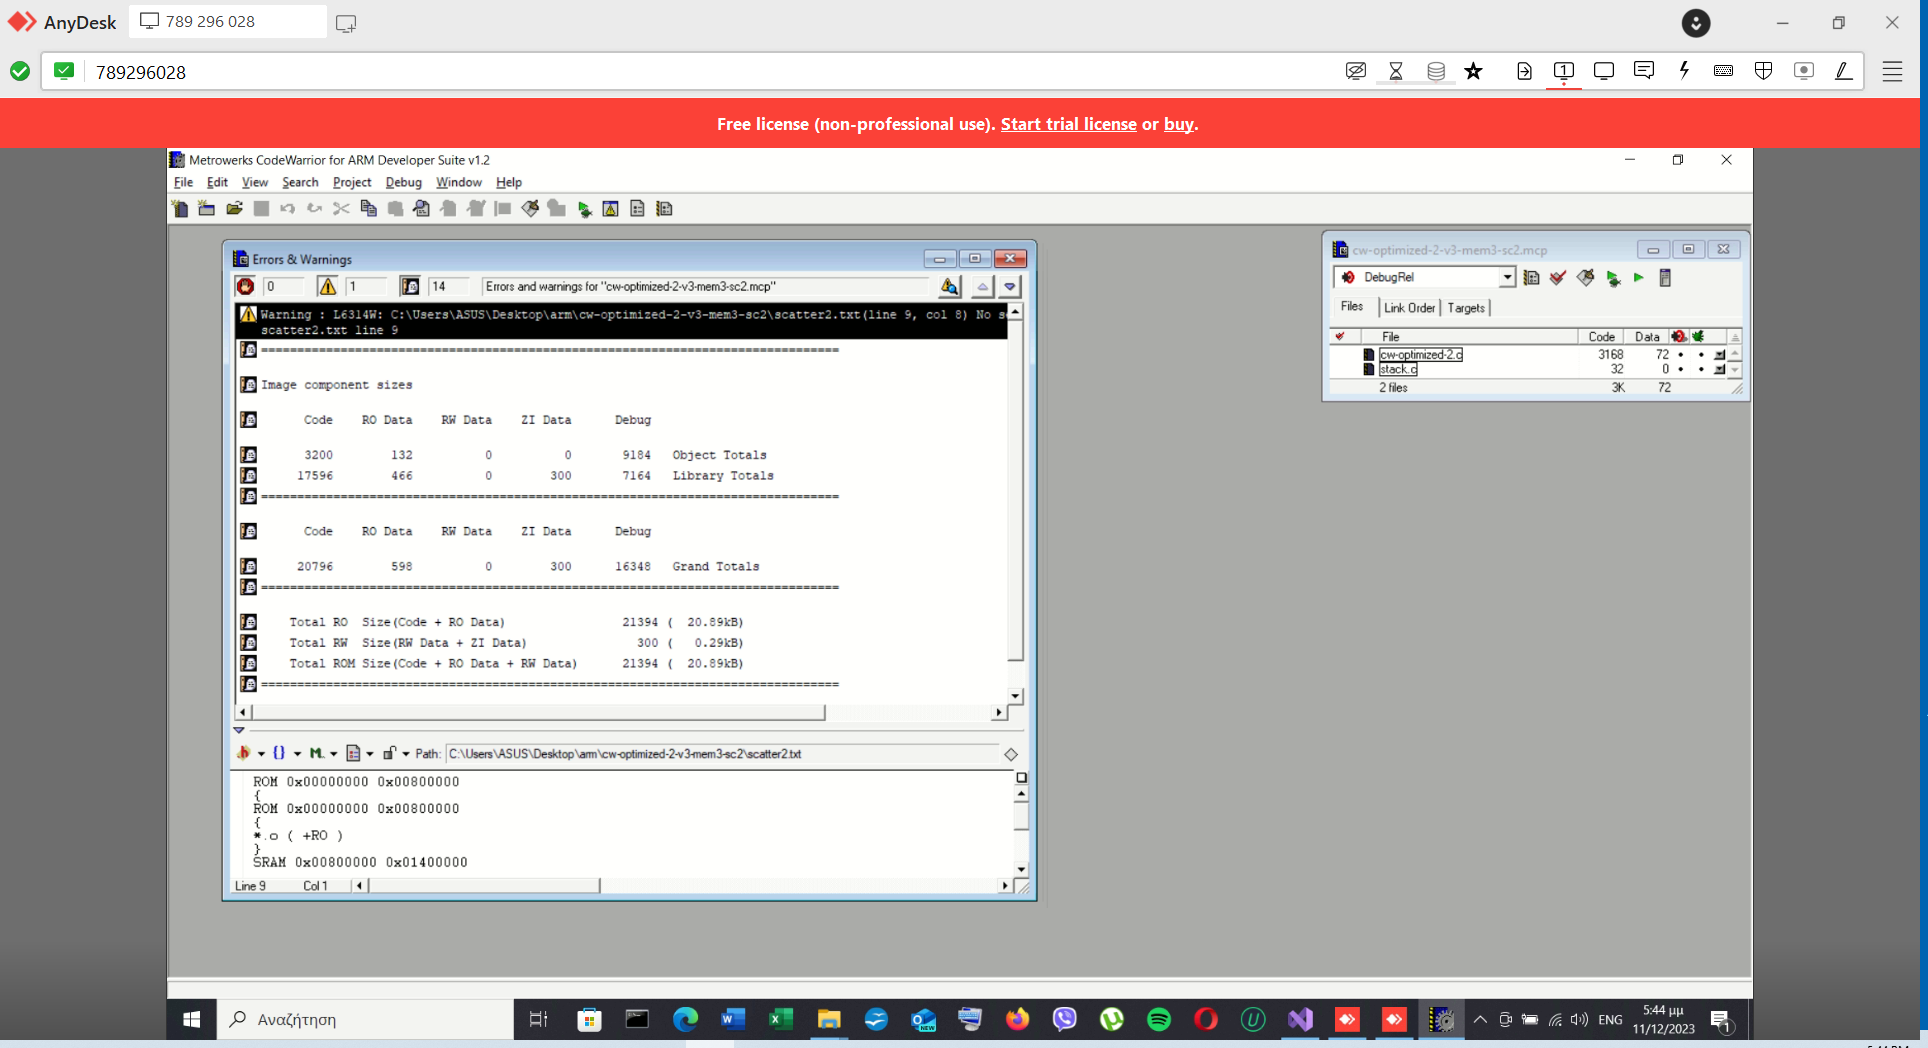 AnyDesk 789 296 028
789296028
Free license (non-professional use). Start trial license or buy.
Metrowerks CodeWarrior for ARM Developer Suite v1.2
File Edit View Search Project Debug Window Help
Errors & Warnings
0 1 14 Errors and warnings for "cw-optimized-2-v3-mem3-sc2.mcp"
Warning : L6314W: C:\Users\ASUS\Desktop\arm\cw-optimized-2-v3-mem3-sc2\scatter2.txt(line 9, col 8) No s
scatter2.txt line 9
================================================================================
Image component sizes
Code RO Data RW Data ZI Data Debug
3200 132 0 0 9184 Object Totals
17596 466 0 300 7164 Library Totals
================================================================================
Code RO Data RW Data ZI Data Debug
20796 598 0 300 16348 Grand Totals
================================================================================
Total RO Size(Code + RO Data) 21394 ( 20.89kB)
Total RW Size(RW Data + ZI Data) 300 ( 0.29kB)
Total ROM Size(Code + RO Data + RW Data) 21394 ( 20.89kB)
================================================================================
Path: C:\Users\ASUS\Desktop\arm\cw-optimized-2-v3-mem3-sc2\scatter2.txt
ROM 0x00000000 0x00800000
{
ROM 0x00000000 0x00800000
{
*.o ( +RO )
}
SRAM 0x00800000 0x01400000
Line 9 Col 1
cw-optimized-2-v3-mem3-sc2.mcp
DebugRel
Files Link Order Targets
File Code Data
cw-optimized-2.c 3168 72
stack.c 32 0
2 files 3K 72
Αναζήτηση
ENG
5:44 μμ
11/12/2023
1